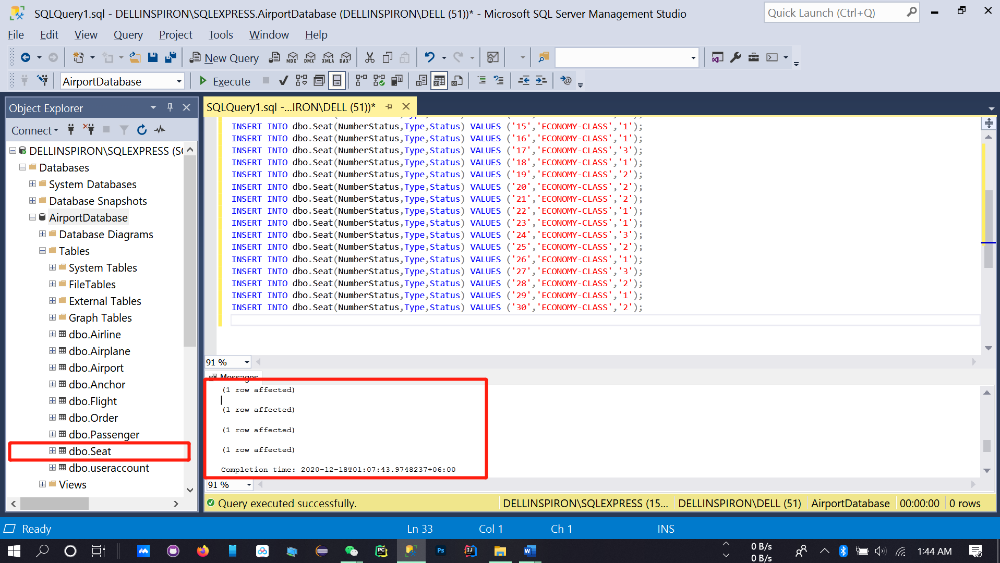 SQLQuery1.sql - DELLINSPIRON\SQLEXPRESS.AirportDatabase (DELLINSPIRON\DELL (51))* - Microsoft SQL Server Management Studio
Quick Launch (Ctrl+Q)
File Edit View Query Project Tools Window Help
New Query MDX DMX XMLA DAX
AirportDatabase Execute
Object Explorer
Connect
DELLINSPIRON\SQLEXPRESS (SQ
Databases
System Databases
Database Snapshots
AirportDatabase
Database Diagrams
Tables
System Tables
FileTables
External Tables
Graph Tables
dbo.Airline
dbo.Airplane
dbo.Airport
dbo.Anchor
dbo.Flight
dbo.Order
dbo.Passenger
dbo.Seat
dbo.useraccount
Views
SQLQuery1.sql -...IRON\DELL (51))*
INSERT INTO dbo.Seat(NumberStatus,Type,Status) VALUES ('15','ECONOMY-CLASS','1');
INSERT INTO dbo.Seat(NumberStatus,Type,Status) VALUES ('16','ECONOMY-CLASS','1');
INSERT INTO dbo.Seat(NumberStatus,Type,Status) VALUES ('17','ECONOMY-CLASS','3');
INSERT INTO dbo.Seat(NumberStatus,Type,Status) VALUES ('18','ECONOMY-CLASS','1');
INSERT INTO dbo.Seat(NumberStatus,Type,Status) VALUES ('19','ECONOMY-CLASS','2');
INSERT INTO dbo.Seat(NumberStatus,Type,Status) VALUES ('20','ECONOMY-CLASS','2');
INSERT INTO dbo.Seat(NumberStatus,Type,Status) VALUES ('21','ECONOMY-CLASS','2');
INSERT INTO dbo.Seat(NumberStatus,Type,Status) VALUES ('22','ECONOMY-CLASS','1');
INSERT INTO dbo.Seat(NumberStatus,Type,Status) VALUES ('23','ECONOMY-CLASS','1');
INSERT INTO dbo.Seat(NumberStatus,Type,Status) VALUES ('24','ECONOMY-CLASS','3');
INSERT INTO dbo.Seat(NumberStatus,Type,Status) VALUES ('25','ECONOMY-CLASS','2');
INSERT INTO dbo.Seat(NumberStatus,Type,Status) VALUES ('26','ECONOMY-CLASS','1');
INSERT INTO dbo.Seat(NumberStatus,Type,Status) VALUES ('27','ECONOMY-CLASS','3');
INSERT INTO dbo.Seat(NumberStatus,Type,Status) VALUES ('28','ECONOMY-CLASS','2');
INSERT INTO dbo.Seat(NumberStatus,Type,Status) VALUES ('29','ECONOMY-CLASS','1');
INSERT INTO dbo.Seat(NumberStatus,Type,Status) VALUES ('30','ECONOMY-CLASS','2');
91 %
Messages
(1 row affected)
(1 row affected)
(1 row affected)
(1 row affected)
Completion time: 2020-12-18T01:07:43.9748237+06:00
91 %
Query executed successfully. DELLINSPIRON\SQLEXPRESS (15... DELLINSPIRON\DELL (51) AirportDatabase 00:00:00 0 rows
Ready Ln 33 Col 1 Ch 1 INS
PC Ps IJ W
0 B/s
0 B/s
1:44 AM